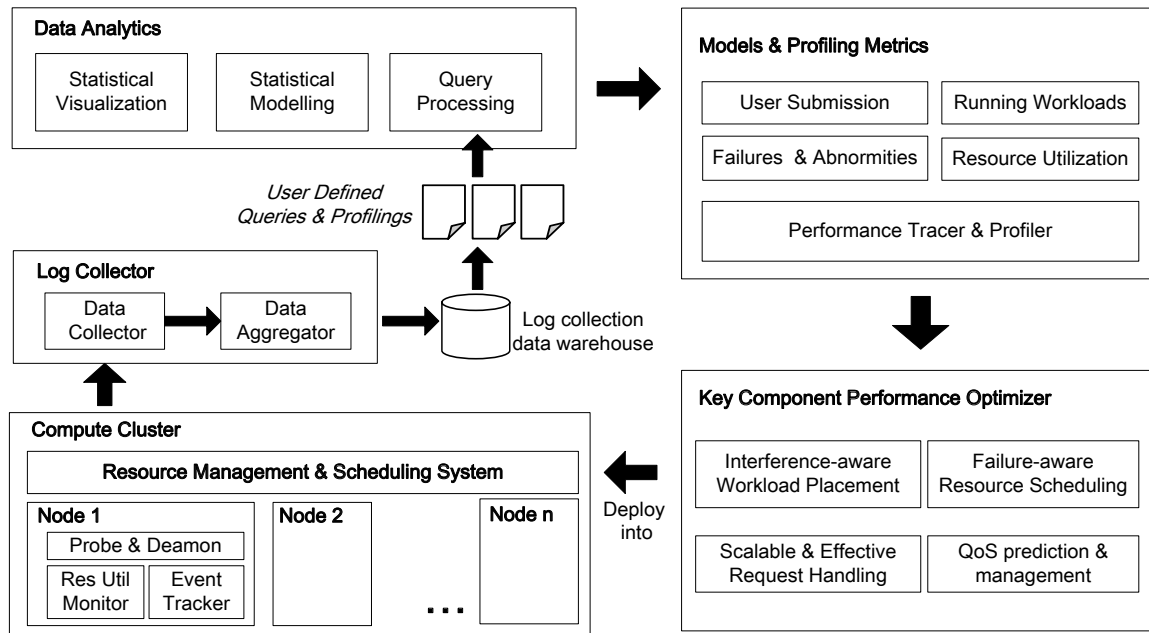 Data Analytics
Statistical
Visualization
Statistical
Modelling
Query
Processing
User Defined
Queries & Profilings
Log Collector
Data
Collector
Data
Aggregator
Log collection
data warehouse
Compute Cluster
Resource Management & Scheduling System
Node 1
Probe & Deamon
Res Util
Monitor
Event
Tracker
Node 2
...
Node n
Models & Profiling Metrics
User Submission
Running Workloads
Failures & Abnormities
Resource Utilization
Performance Tracer & Profiler
Key Component Performance Optimizer
Interference-aware
Workload Placement
Failure-aware
Resource Scheduling
Scalable & Effective
Request Handling
QoS prediction &
management
Deploy
into